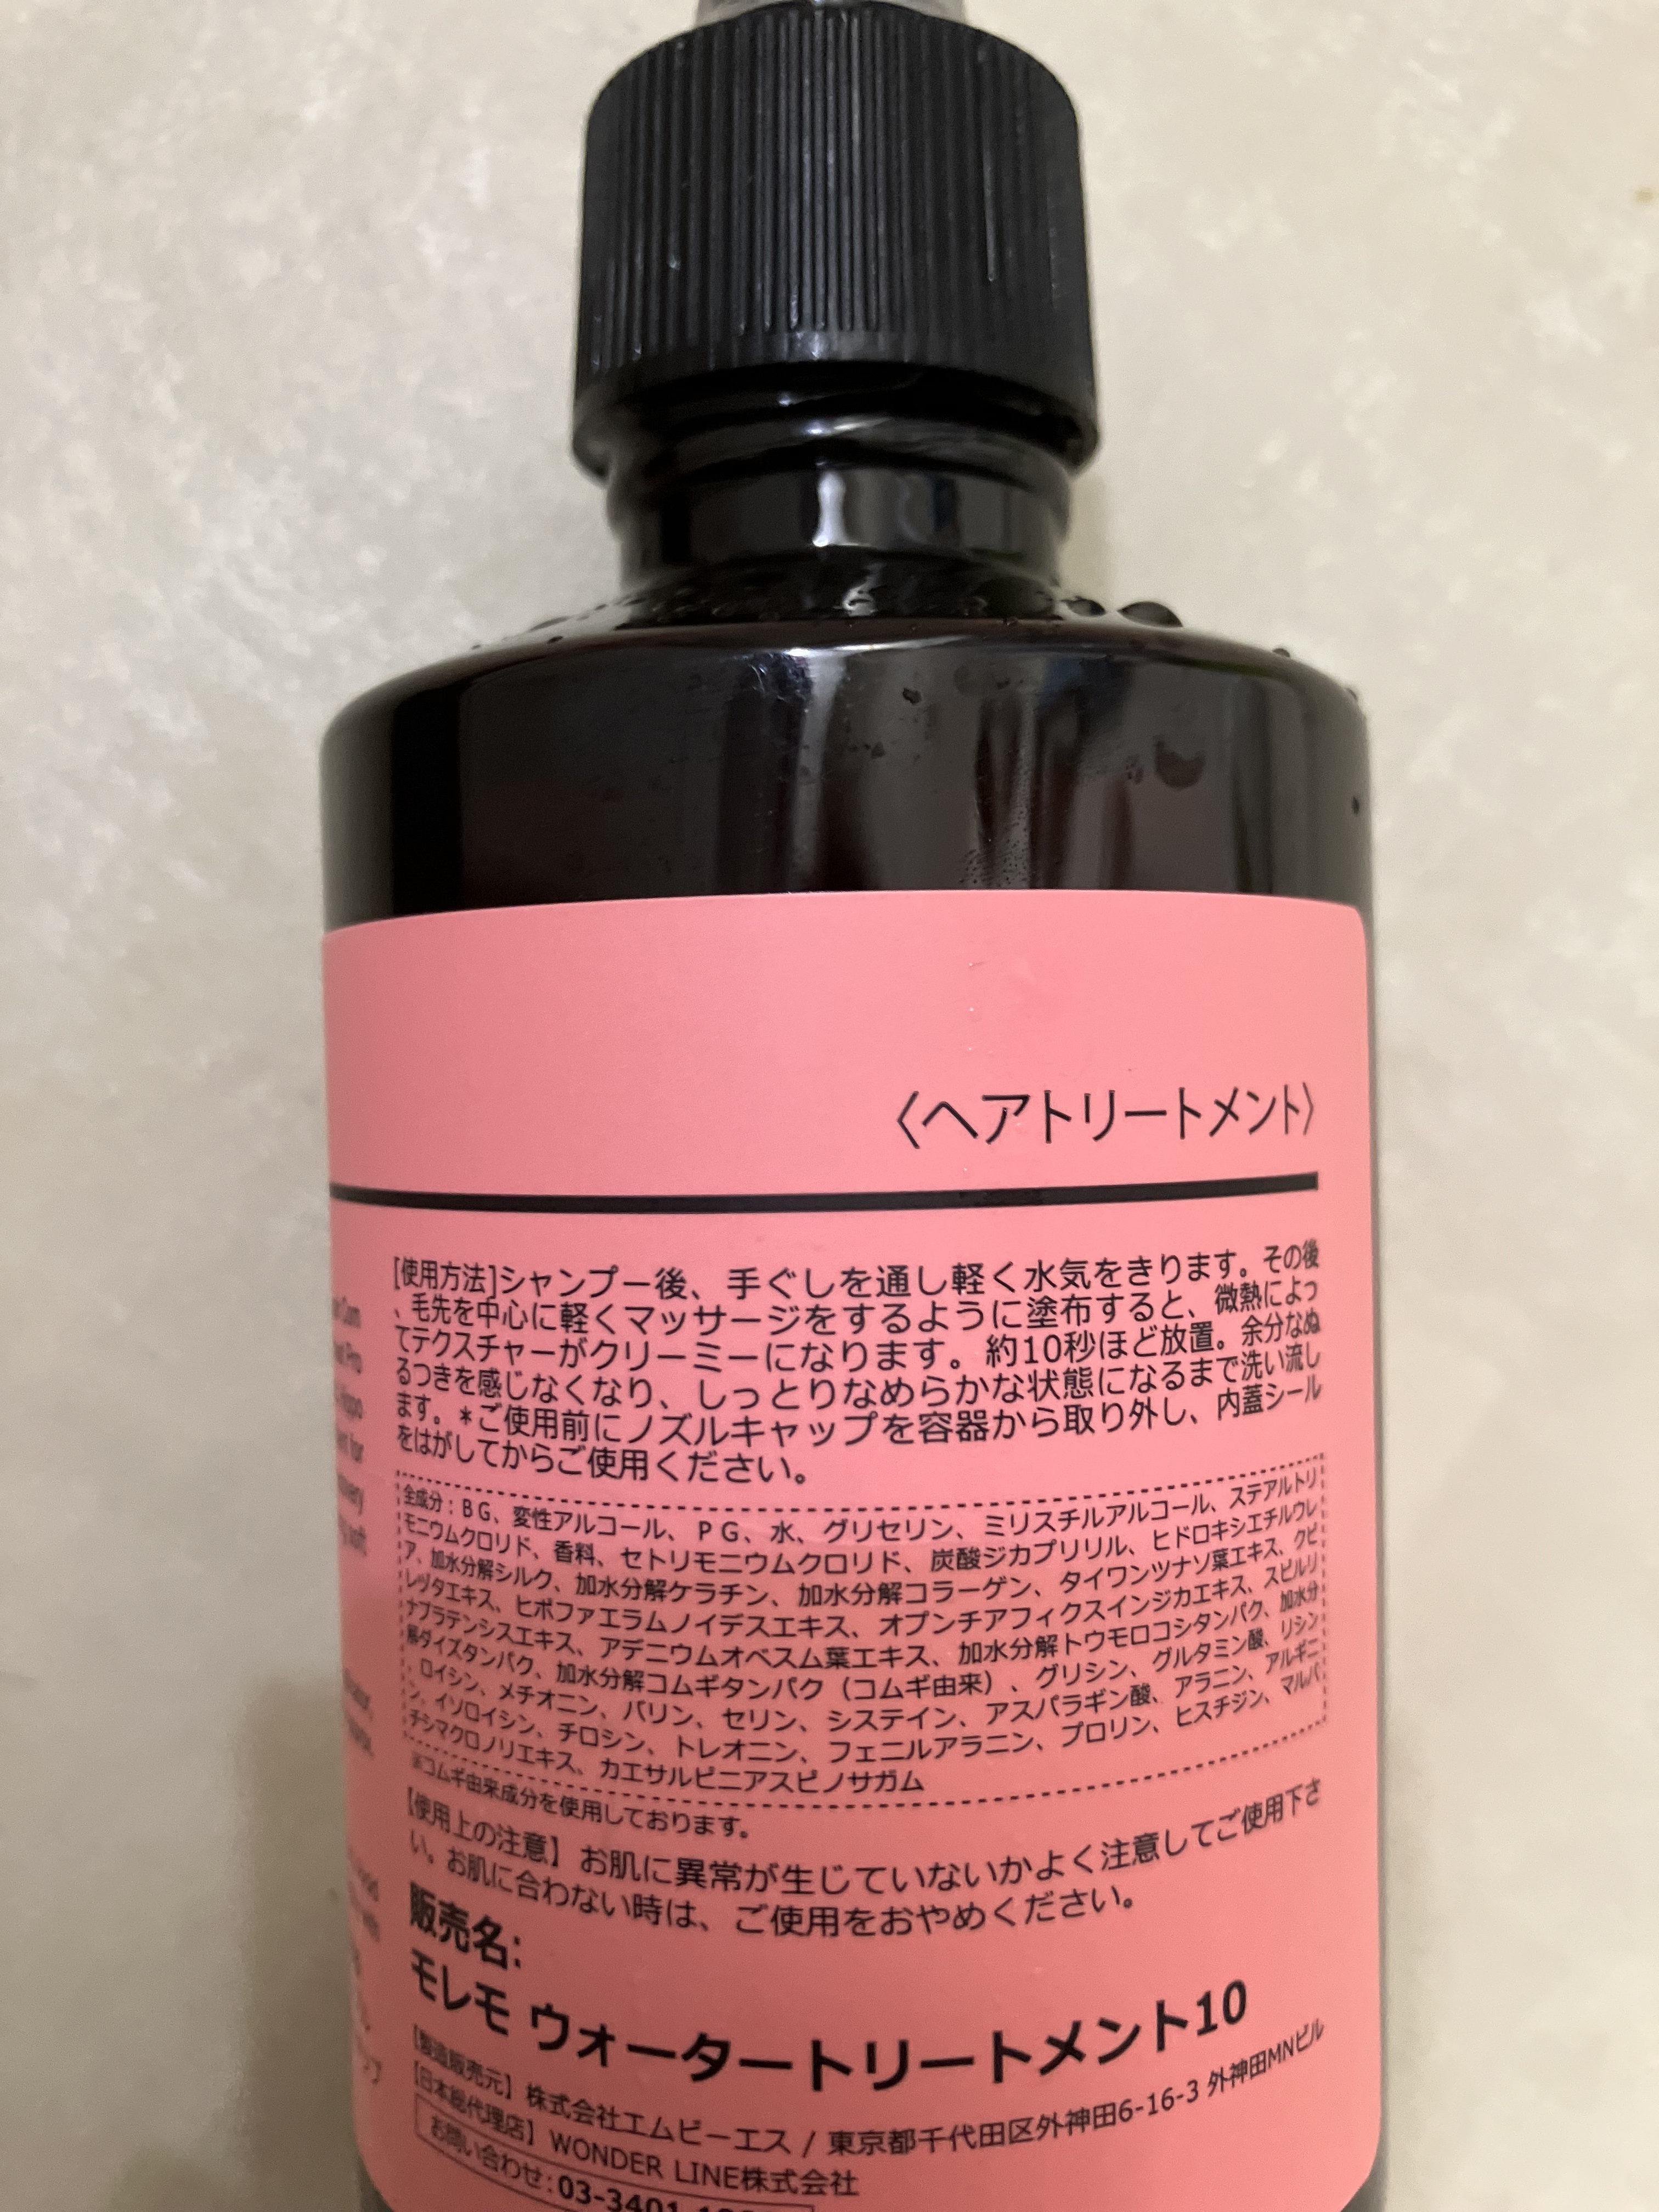 〈ヘアトリートメント〉
[使用方法]シャンプー後、手ぐしを通し軽く水気をきります。その後
、毛先を中心に軽くマッサージをするように塗布すると、微熱によっ
てテクスチャーがクリーミーになります。約10秒ほど放置。余分なぬ
るつきを感じなくなり、しっとりなめらかな状態になるまで洗い流し
ます。＊ご使用前にノズルキャップを容器から取り外し、内蓋シール
をはがしてからご使用ください。
全成分：ＢＧ、変性アルコール、ＰＧ、水、グリセリン、ミリスチルアルコール、ステアルトリ
モニウムクロリド、香料、セトリモニウムクロリド、炭酸ジカプリリル、ヒドロキシエチルウレ
ア、加水分解シルク、加水分解ケラチン、加水分解コラーゲン、タイワンツナソ葉エキス、クビ
レヅタエキス、ヒポファエラムノイデスエキス、オプンチアフィクスインジカエキス、スピルリ
ナプラテンシスエキス、アデニウムオベスム葉エキス、加水分解トウモロコシタンパク、加水分
解ダイズタンパク、加水分解コムギタンパク（コムギ由来）、グリシン、グルタミン酸、リシン
、ロイシン、メチオニン、バリン、セリン、システイン、アスパラギン酸、アラニン、アルギニ
ン、イソロイシン、チロシン、トレオニン、フェニルアラニン、プロリン、ヒスチジン、マルバ
チシマクロノリエキス、カエサルピニアスピノサガム
※コムギ由来成分を使用しております。
【使用上の注意】お肌に異常が生じていないかよく注意してご使用下さ
い。お肌に合わない時は、ご使用をおやめください。
販売名:
モレモ ウォータートリートメント10
【製造販売元】株式会社エムビーエス / 東京都千代田区外神田6-16-3 外神田MNビル
【日本総代理店】WONDER LINE株式会社
お問い合わせ：03-3401